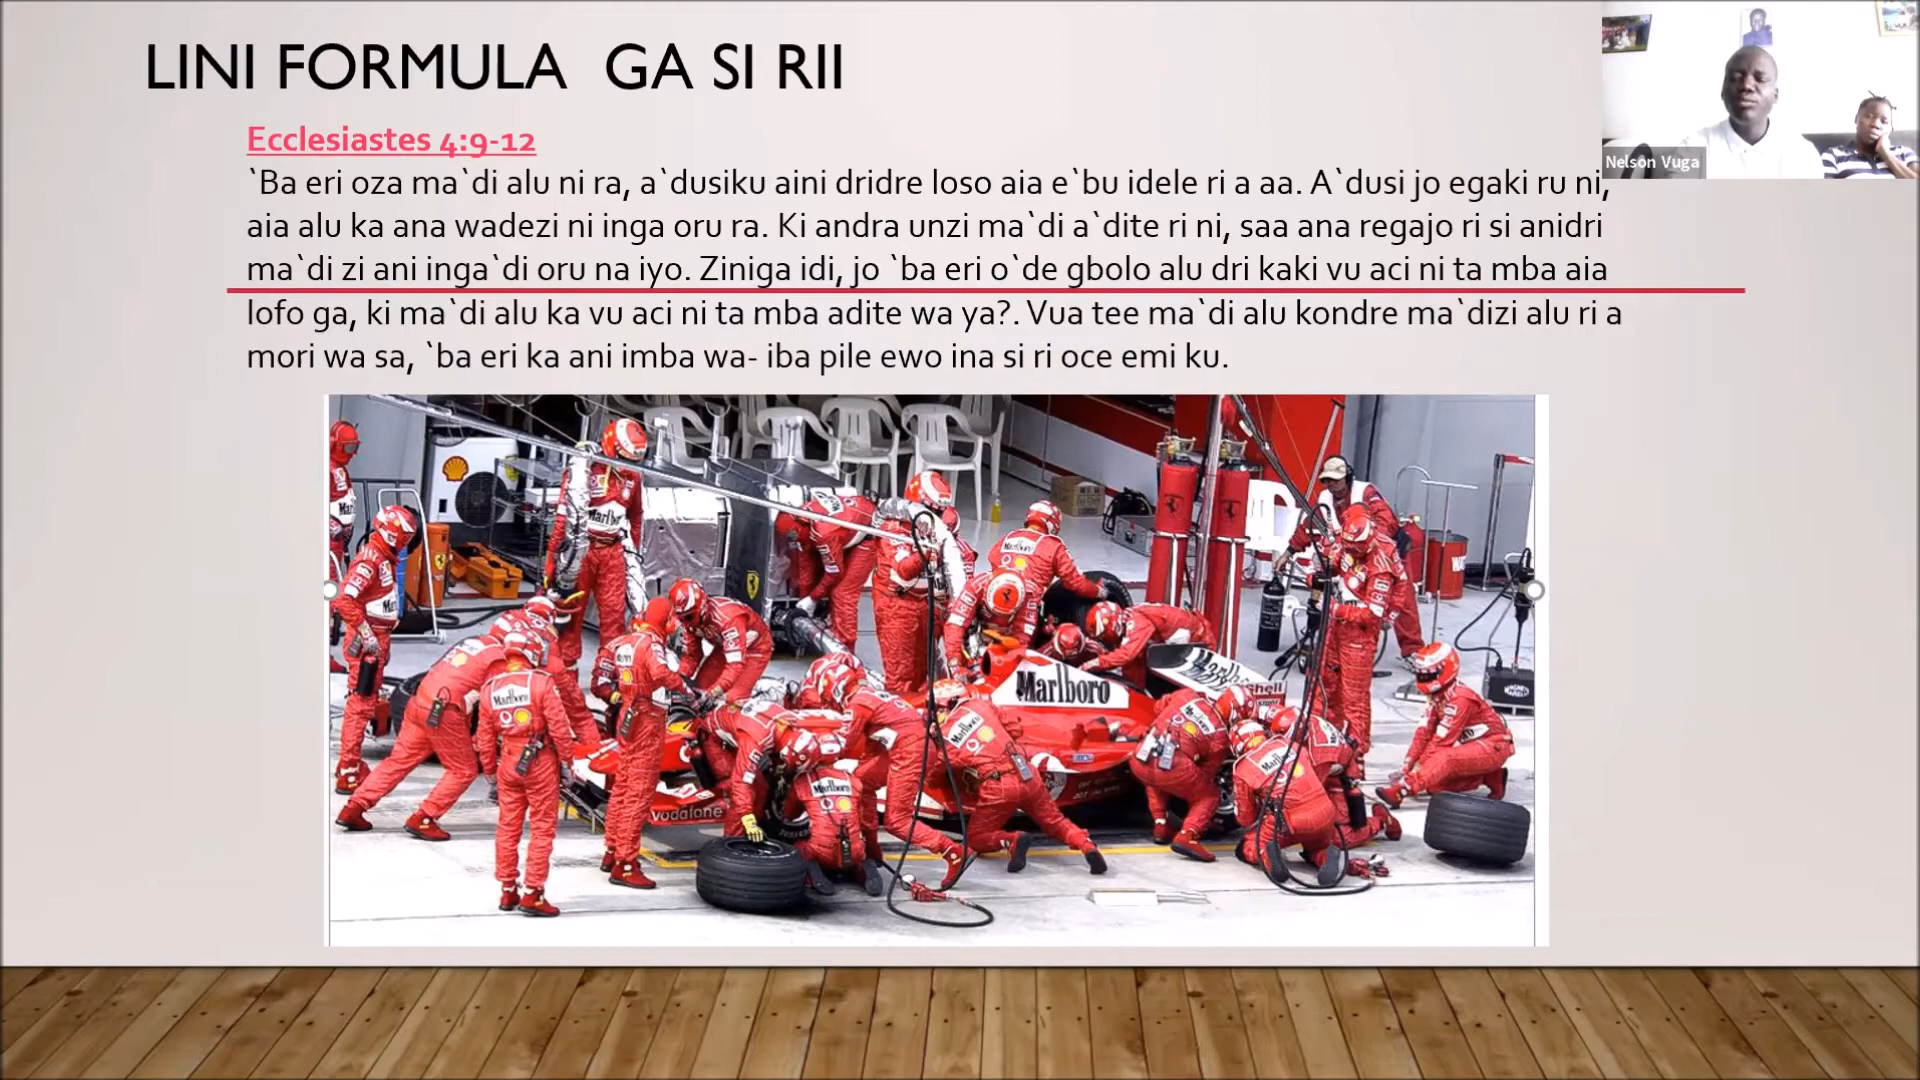 LINI FORMULA GA SI RII
Nelson Vuga
Ecclesiastes 4:9-12
`Ba eri oza ma`di alu ni ra, a`dusiku aini dridre loso aia e`bu idele ri a aa. A`dusi jo egaki ru ni,
aia alu ka ana wadezi ni inga oru ra. Ki andra unzi ma`di a`dite ri ni, saa ana regajo ri si anidri
ma`di zi ani inga`di oru na iyo. Ziniga idi, jo `ba eri o`de gbolo alu dri kaki vu aci ni ta mba aia
lofo ga, ki ma`di alu ka vu aci ni ta mba adite wa ya?. Vua tee ma`di alu kondre ma`dizi alu ri a
mori wa sa, `ba eri ka ani imba wa- iba pile ewo ina si ri oce emi ku.
Marlboro
Marlboro
Shell
Marlboro
Marlboro
Marlboro
Marlboro
vodafone